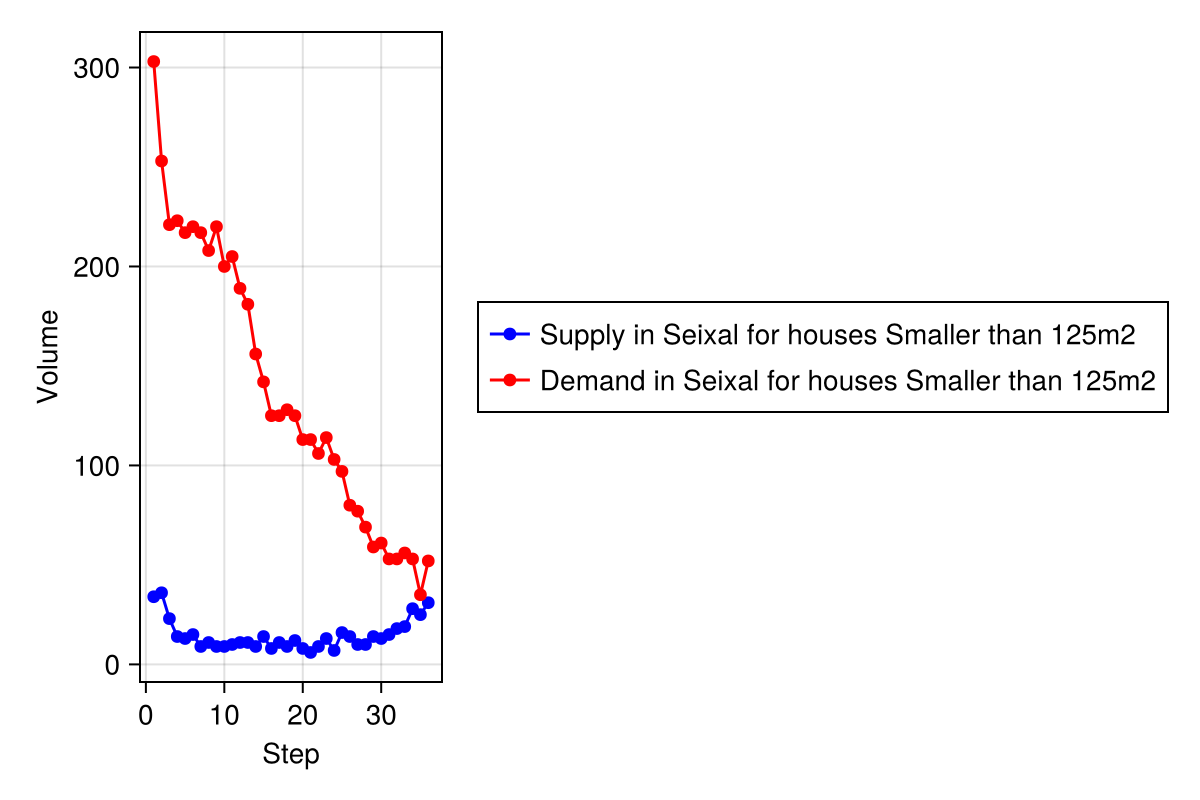 300
200
100
0
Volume
0 10 20 30
Step
Supply in Seixal for houses Smaller than 125m2
Demand in Seixal for houses Smaller than 125m2